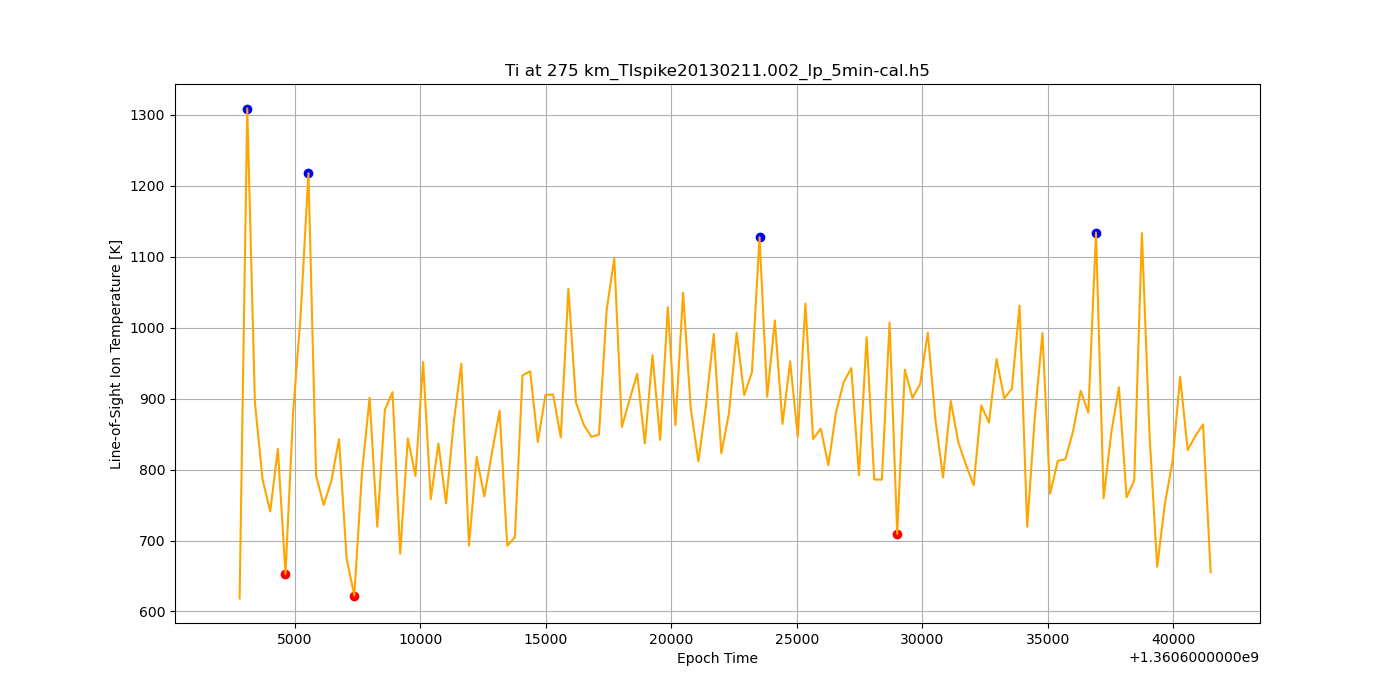 Ti at 275 km_TIspike20130211.002_lp_5min-cal.h5
Line-of-Sight Ion Temperature [K]
1300
1200
1100
1000
900
800
700
600
5000 10000 15000 20000 25000 30000 35000 40000
Epoch Time
+1.3606000000e9